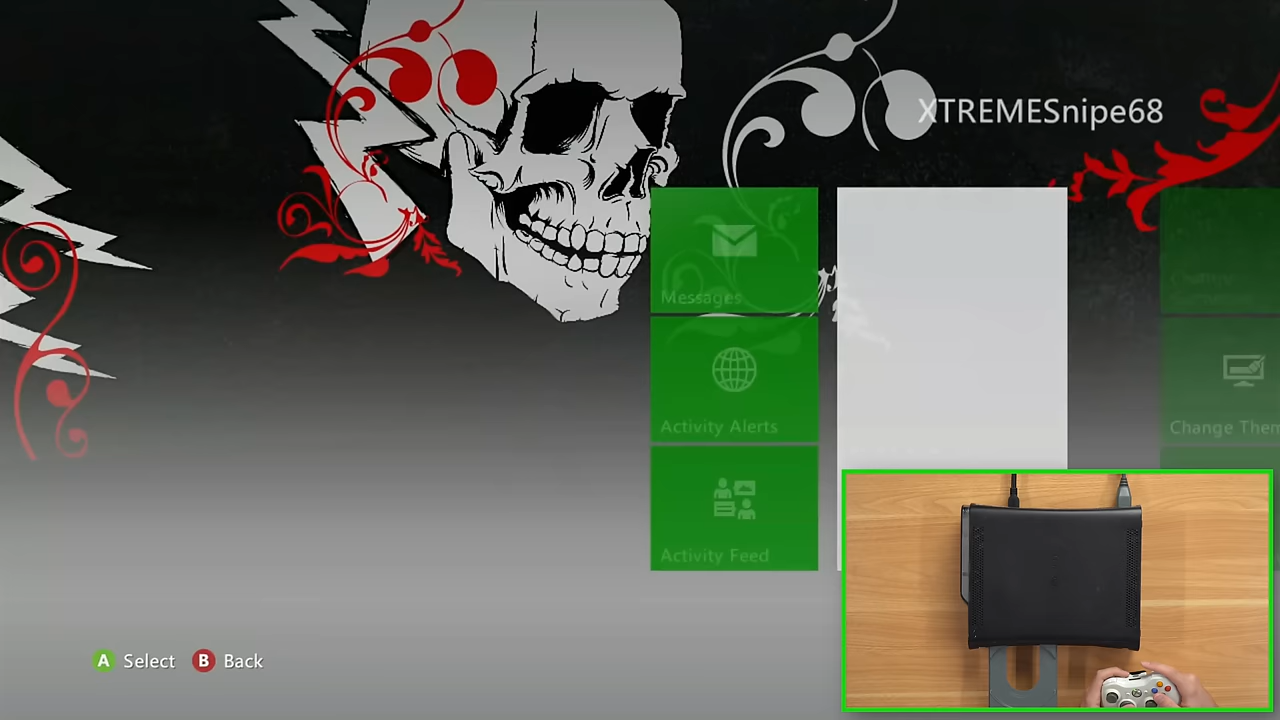 XTREMESnipe68
Messages
Activity Alerts
Change Them
Activity Feed
A Select B Back